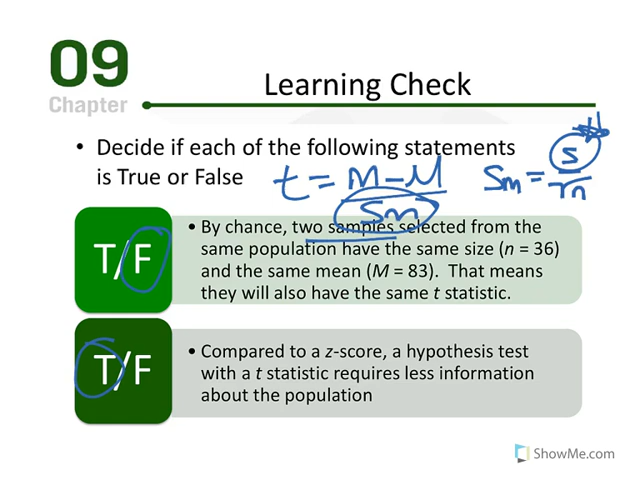 09
Chapter
Learning Check
• Decide if each of the following statements
is True or False
t = M - M
sm
sm = s
√n
T/F
• By chance, two samples selected from the
same population have the same size (n = 36)
and the same mean (M = 83). That means
they will also have the same t statistic.
T/F
• Compared to a z-score, a hypothesis test
with a t statistic requires less information
about the population
ShowMe.com